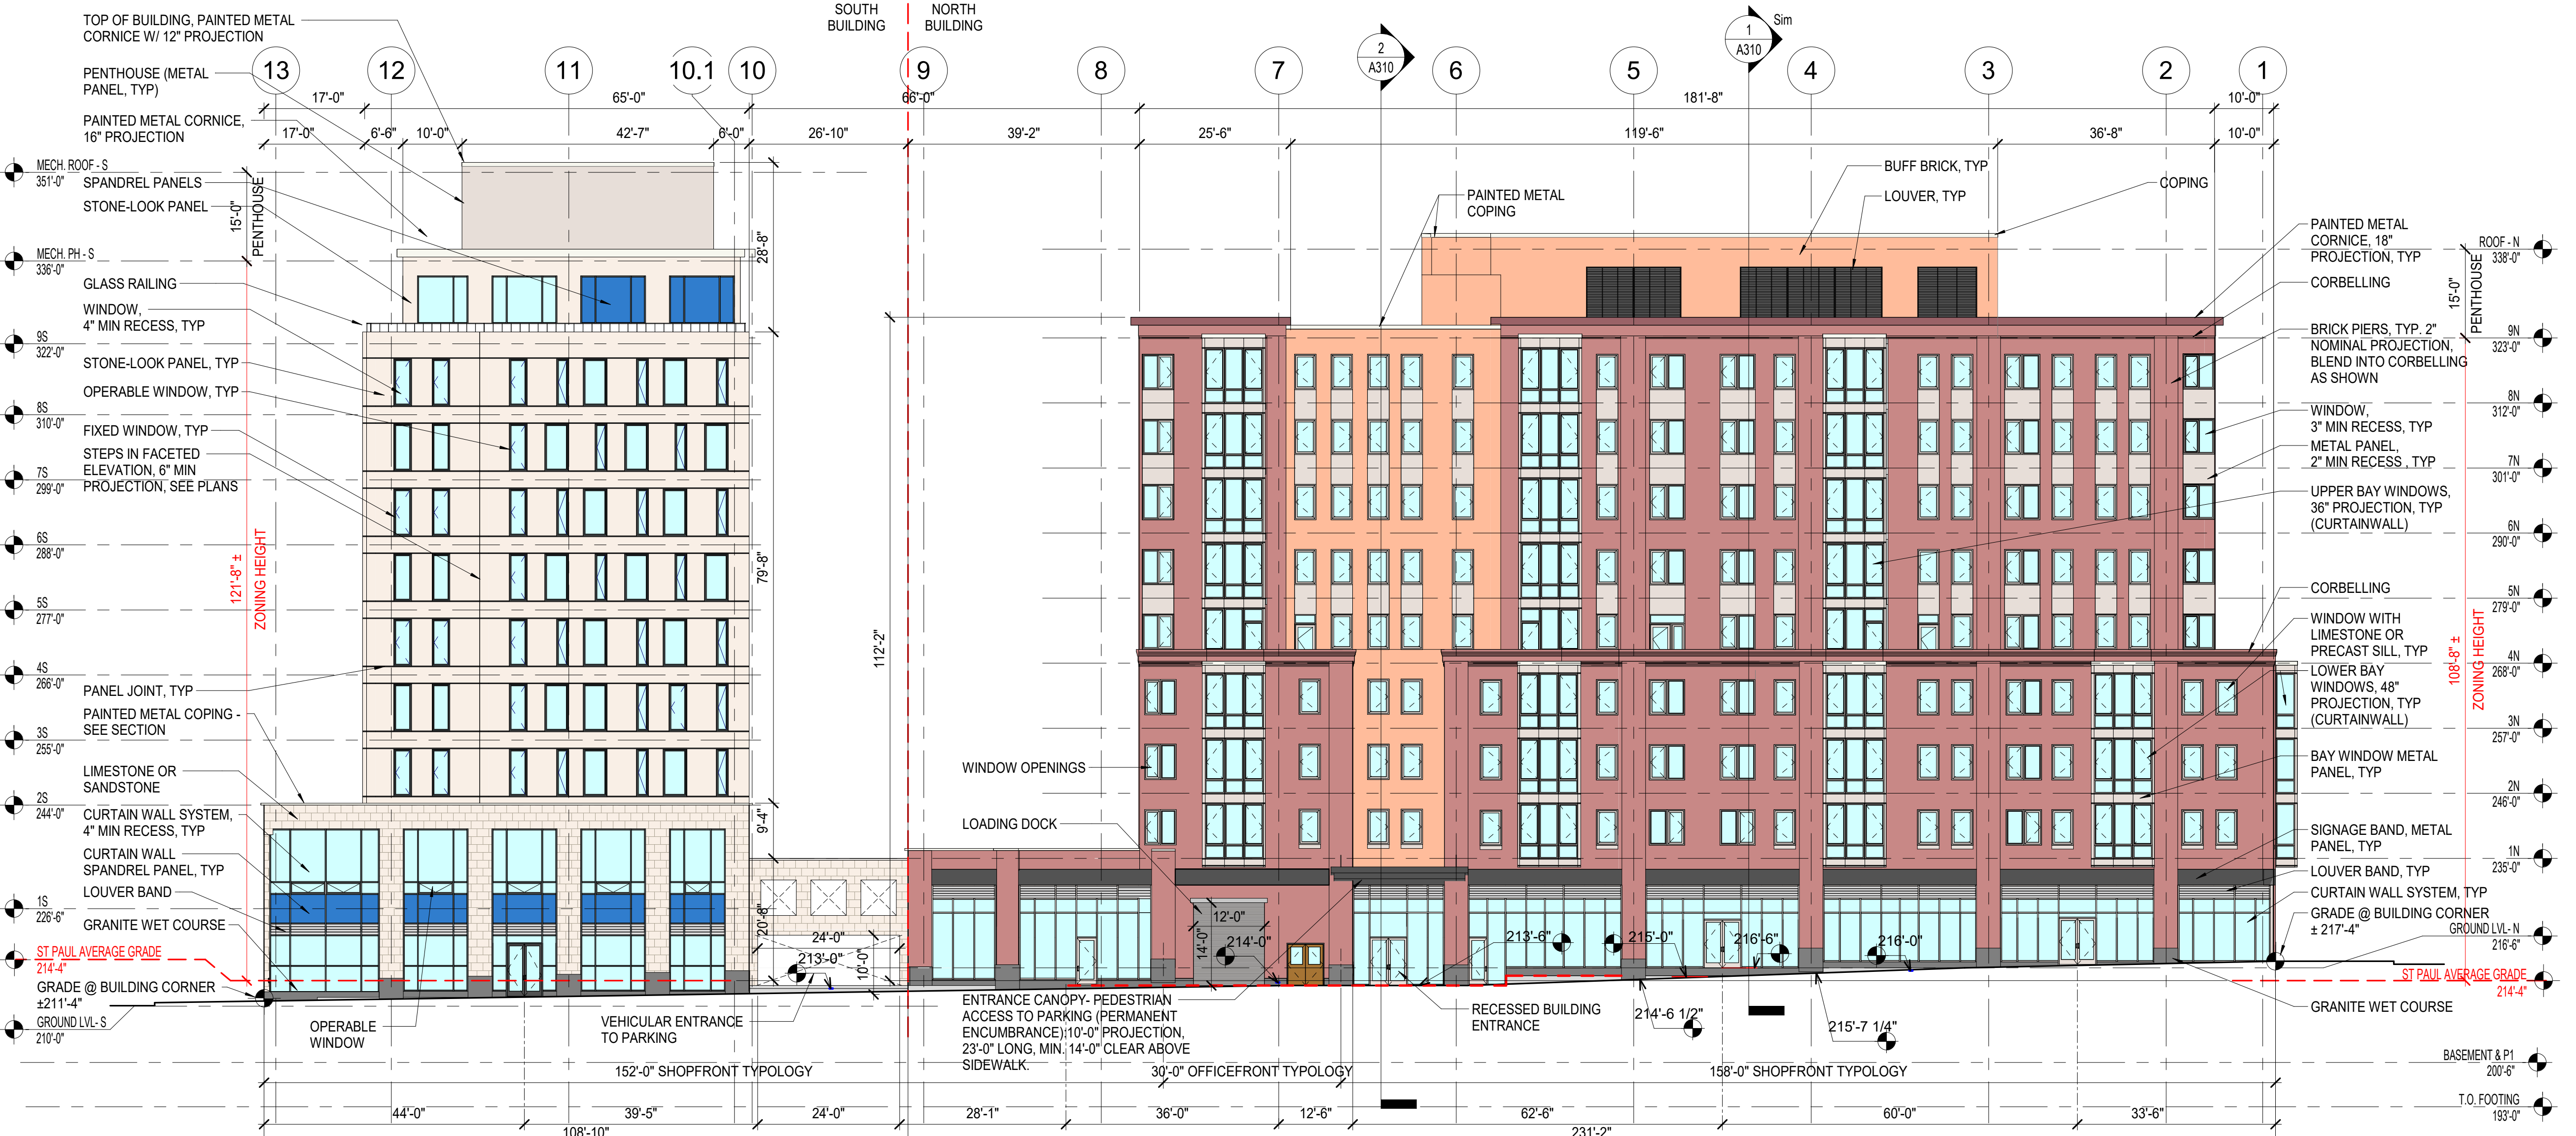 TOP OF BUILDING, PAINTED METAL
CORNICE W/ 12" PROJECTION
SOUTH
BUILDING
NORTH
BUILDING
2
A310
1
A310
Sim
13
12
11
10.1
10
9
8
7
6
5
4
3
2
1
PENTHOUSE (METAL
PANEL, TYP)
17'-0"
65'-0"
66'-0"
181'-8"
10'-0"
PAINTED METAL CORNICE,
16" PROJECTION
17'-0"
6'-6"
10'-0"
42'-7"
6'-0"
26'-10"
39'-2"
25'-6"
119'-6"
36'-8"
10'-0"
MECH. ROOF - S
351'-0"
SPANDREL PANELS
STONE-LOOK PANEL
15'-0"
PENTHOUSE
MECH. PH - S
336'-0"
GLASS RAILING
WINDOW,
4" MIN RECESS, TYP
9S
322'-0"
STONE-LOOK PANEL, TYP
OPERABLE WINDOW, TYP
8S
310'-0"
FIXED WINDOW, TYP
STEPS IN FACETED
ELEVATION, 6" MIN
PROJECTION, SEE PLANS
7S
299'-0"
6S
288'-0"
121'-8" ±
ZONING HEIGHT
5S
277'-0"
4S
266'-0"
PANEL JOINT, TYP
PAINTED METAL COPING -
SEE SECTION
3S
255'-0"
LIMESTONE OR
SANDSTONE
2S
244'-0"
CURTAIN WALL SYSTEM,
4" MIN RECESS, TYP
CURTAIN WALL
SPANDREL PANEL, TYP
LOUVER BAND
1S
226'-6"
GRANITE WET COURSE
ST PAUL AVERAGE GRADE
214'-4"
GRADE @ BUILDING CORNER
±211'-4"
GROUND LVL- S
210'-0"
OPERABLE
WINDOW
VEHICULAR ENTRANCE
TO PARKING
28'-8"
79'-8"
9'-4"
20'-8"
112'-2"
24'-0"
213'-0"
10'-0"
WINDOW OPENINGS
LOADING DOCK
12'-0"
14'-0"
214'-0"
ENTRANCE CANOPY- PEDESTRIAN
ACCESS TO PARKING (PERMANENT
ENCUMBRANCE);10'-0" PROJECTION,
23'-0" LONG, MIN. 14'-0" CLEAR ABOVE
SIDEWALK.
213'-6"
215'-0"
216'-6"
216'-0"
RECESSED BUILDING
ENTRANCE
214'-6 1/2"
215'-7 1/4"
PAINTED METAL
COPING
BUFF BRICK, TYP
LOUVER, TYP
COPING
PAINTED METAL
CORNICE, 18"
PROJECTION, TYP
ROOF - N
338'-0"
CORBELLING
15'-0"
PENTHOUSE
BRICK PIERS, TYP. 2"
NOMINAL PROJECTION,
BLEND INTO CORBELLING
AS SHOWN
9N
323'-0"
8N
312'-0"
WINDOW,
3" MIN RECESS, TYP
METAL PANEL,
2" MIN RECESS , TYP
7N
301'-0"
UPPER BAY WINDOWS,
36" PROJECTION, TYP
(CURTAINWALL)
6N
290'-0"
CORBELLING
5N
279'-0"
WINDOW WITH
LIMESTONE OR
PRECAST SILL, TYP
108'-8" ±
ZONING HEIGHT
4N
268'-0"
LOWER BAY
WINDOWS, 48"
PROJECTION, TYP
(CURTAINWALL)
3N
257'-0"
BAY WINDOW METAL
PANEL, TYP
2N
246'-0"
SIGNAGE BAND, METAL
PANEL, TYP
1N
235'-0"
LOUVER BAND, TYP
CURTAIN WALL SYSTEM, TYP
GRADE @ BUILDING CORNER
± 217'-4"
GROUND LVL- N
216'-6"
ST PAUL AVERAGE GRADE
214'-4"
GRANITE WET COURSE
BASEMENT & P1
200'-6"
152'-0" SHOPFRONT TYPOLOGY
30'-0" OFFICEFRONT TYPOLOGY
158'-0" SHOPFRONT TYPOLOGY
T.O. FOOTING
193'-0"
44'-0"
39'-5"
24'-0"
28'-1"
36'-0"
12'-6"
62'-6"
60'-0"
33'-6"
108'-10"
231'-2"